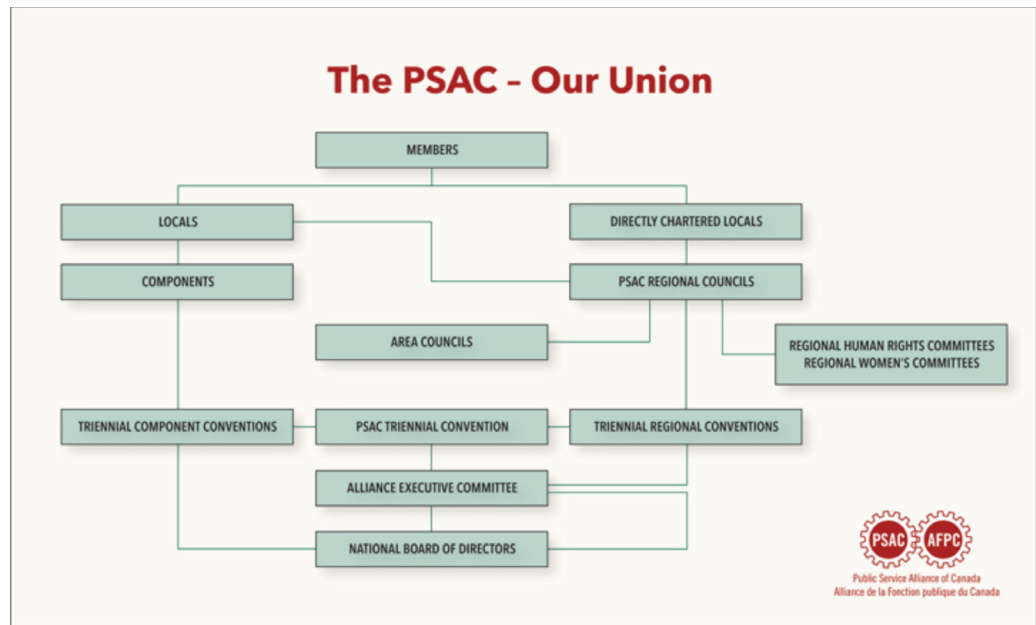 The PSAC – Our Union
MEMBERS
LOCALS
DIRECTLY CHARTERED LOCALS
COMPONENTS
PSAC REGIONAL COUNCILS
AREA COUNCILS
REGIONAL HUMAN RIGHTS COMMITTEES
REGIONAL WOMEN'S COMMITTEES
TRIENNIAL COMPONENT CONVENTIONS
PSAC TRIENNIAL CONVENTION
TRIENNIAL REGIONAL CONVENTIONS
ALLIANCE EXECUTIVE COMMITTEE
NATIONAL BOARD OF DIRECTORS
PSAC AFPC
Public Service Alliance of Canada
Alliance de la Fonction publique du Canada